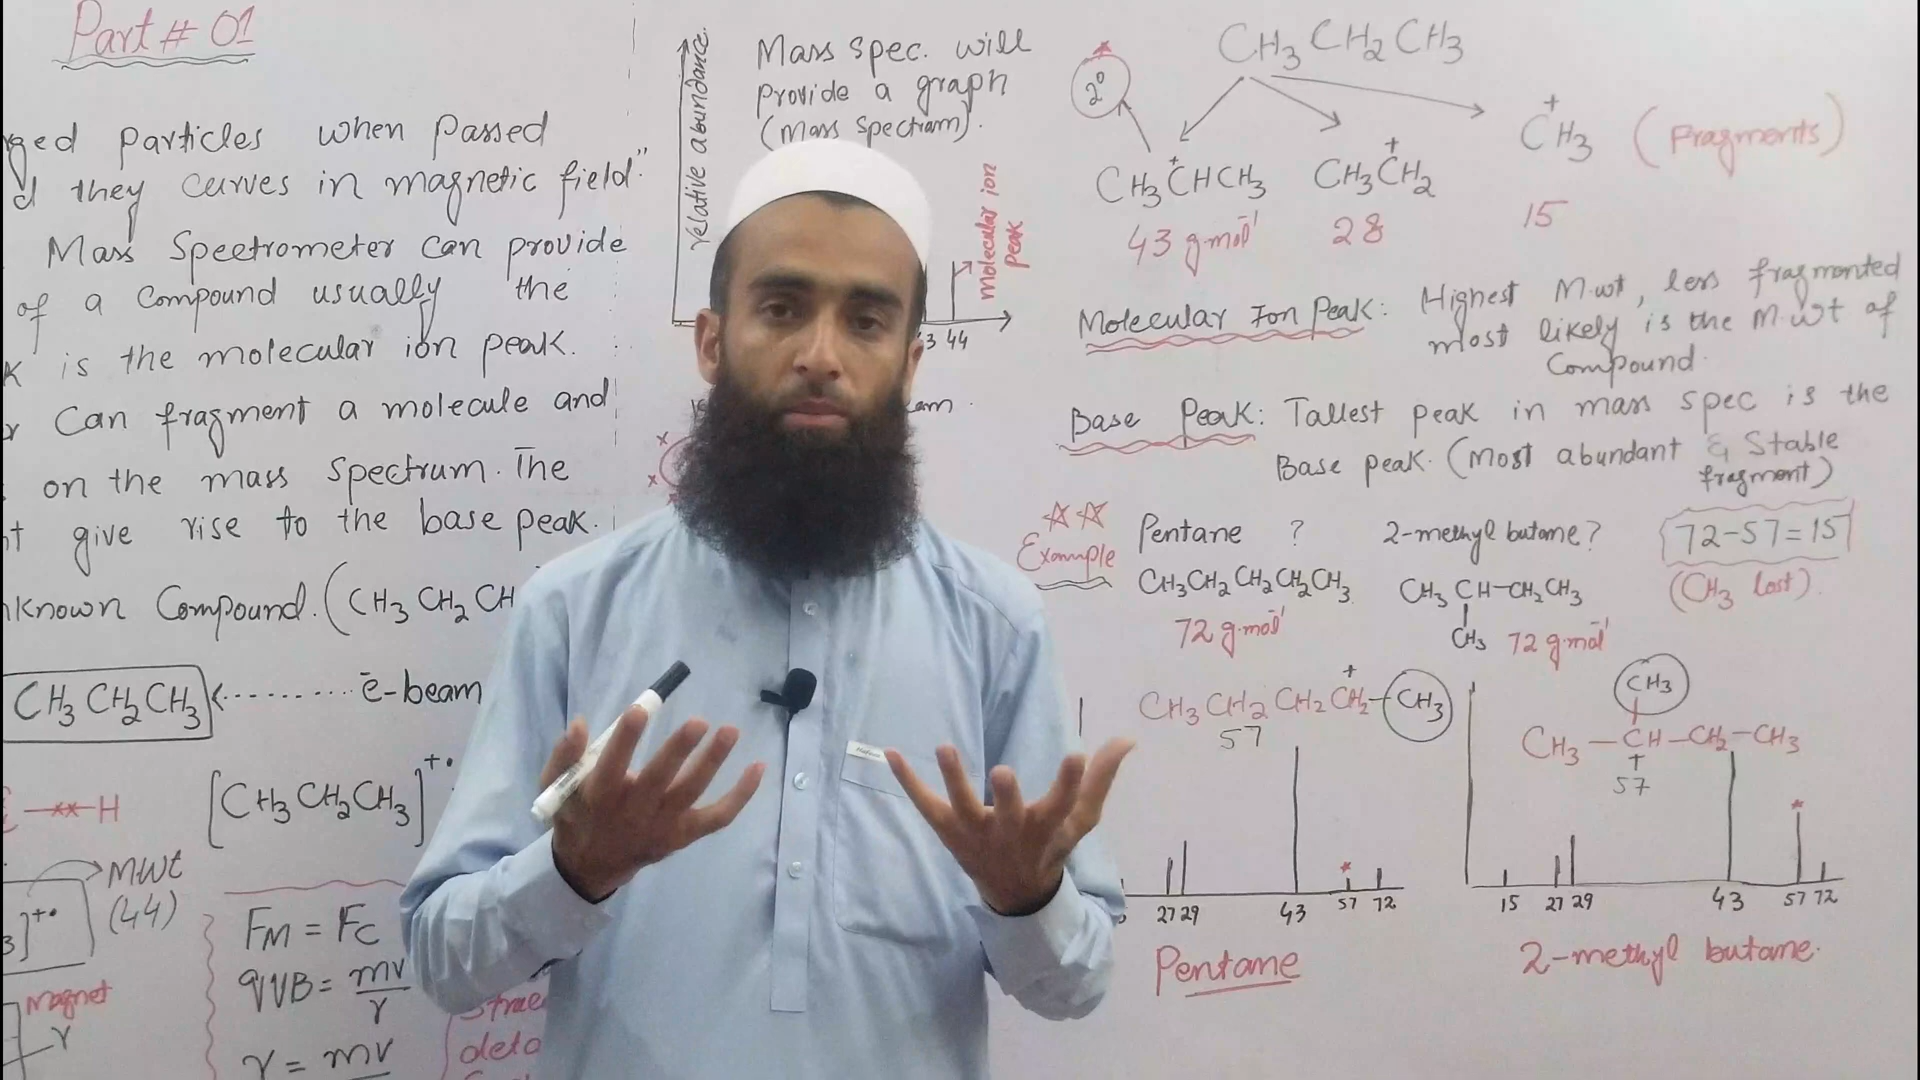 Part # 01
ged particles when passed
d they curves in magnetic field"
Mass Spectrometer can provide
of a compound usually the
K is the molecular ion peak.
r Can fragment a molecule and
on the mass spectrum. The
nt give rise to the base peak.
nknown Compound. (CH3 CH2 CH
CH3 CH2 CH3 <........ ē-beam
[CH3 CH2 CH3]+•
H
MWt
(44)
3]+•
Magnet
r
FM = FC
qVB = mv/r
r = mv
deta
relative abundance.
Mass spec. will
provide a graph
(Mass spectram).
molecular ion
peak
3 44
am.
CH3 CH2 CH3
2°
CH3 +CHCH3 CH3 +CH2 +CH3 (Fragments)
43 g.mol-1 28 15
Molecular Ion Peak: Highest M.wt, less fragmented
most likely is the M.wt of
Compound.
Base Peak: Tallest peak in mass spec is the
Base peak. (Most abundant & Stable
fragment)
Example
Pentane ? 2-methyl butane? 72-57=15
CH3CH2CH2CH2CH3 CH3 CH-CH2CH3 (CH3 lost).
CH3
72 g.mol-1 72 g.mol-1
CH3 CH2 CH2 +CH2-CH3
57
CH3
CH3-CH-CH2-CH3
+
57
27 29 43 57 72
15 27 29 43 57 72
Pentane
2-methyl butane.